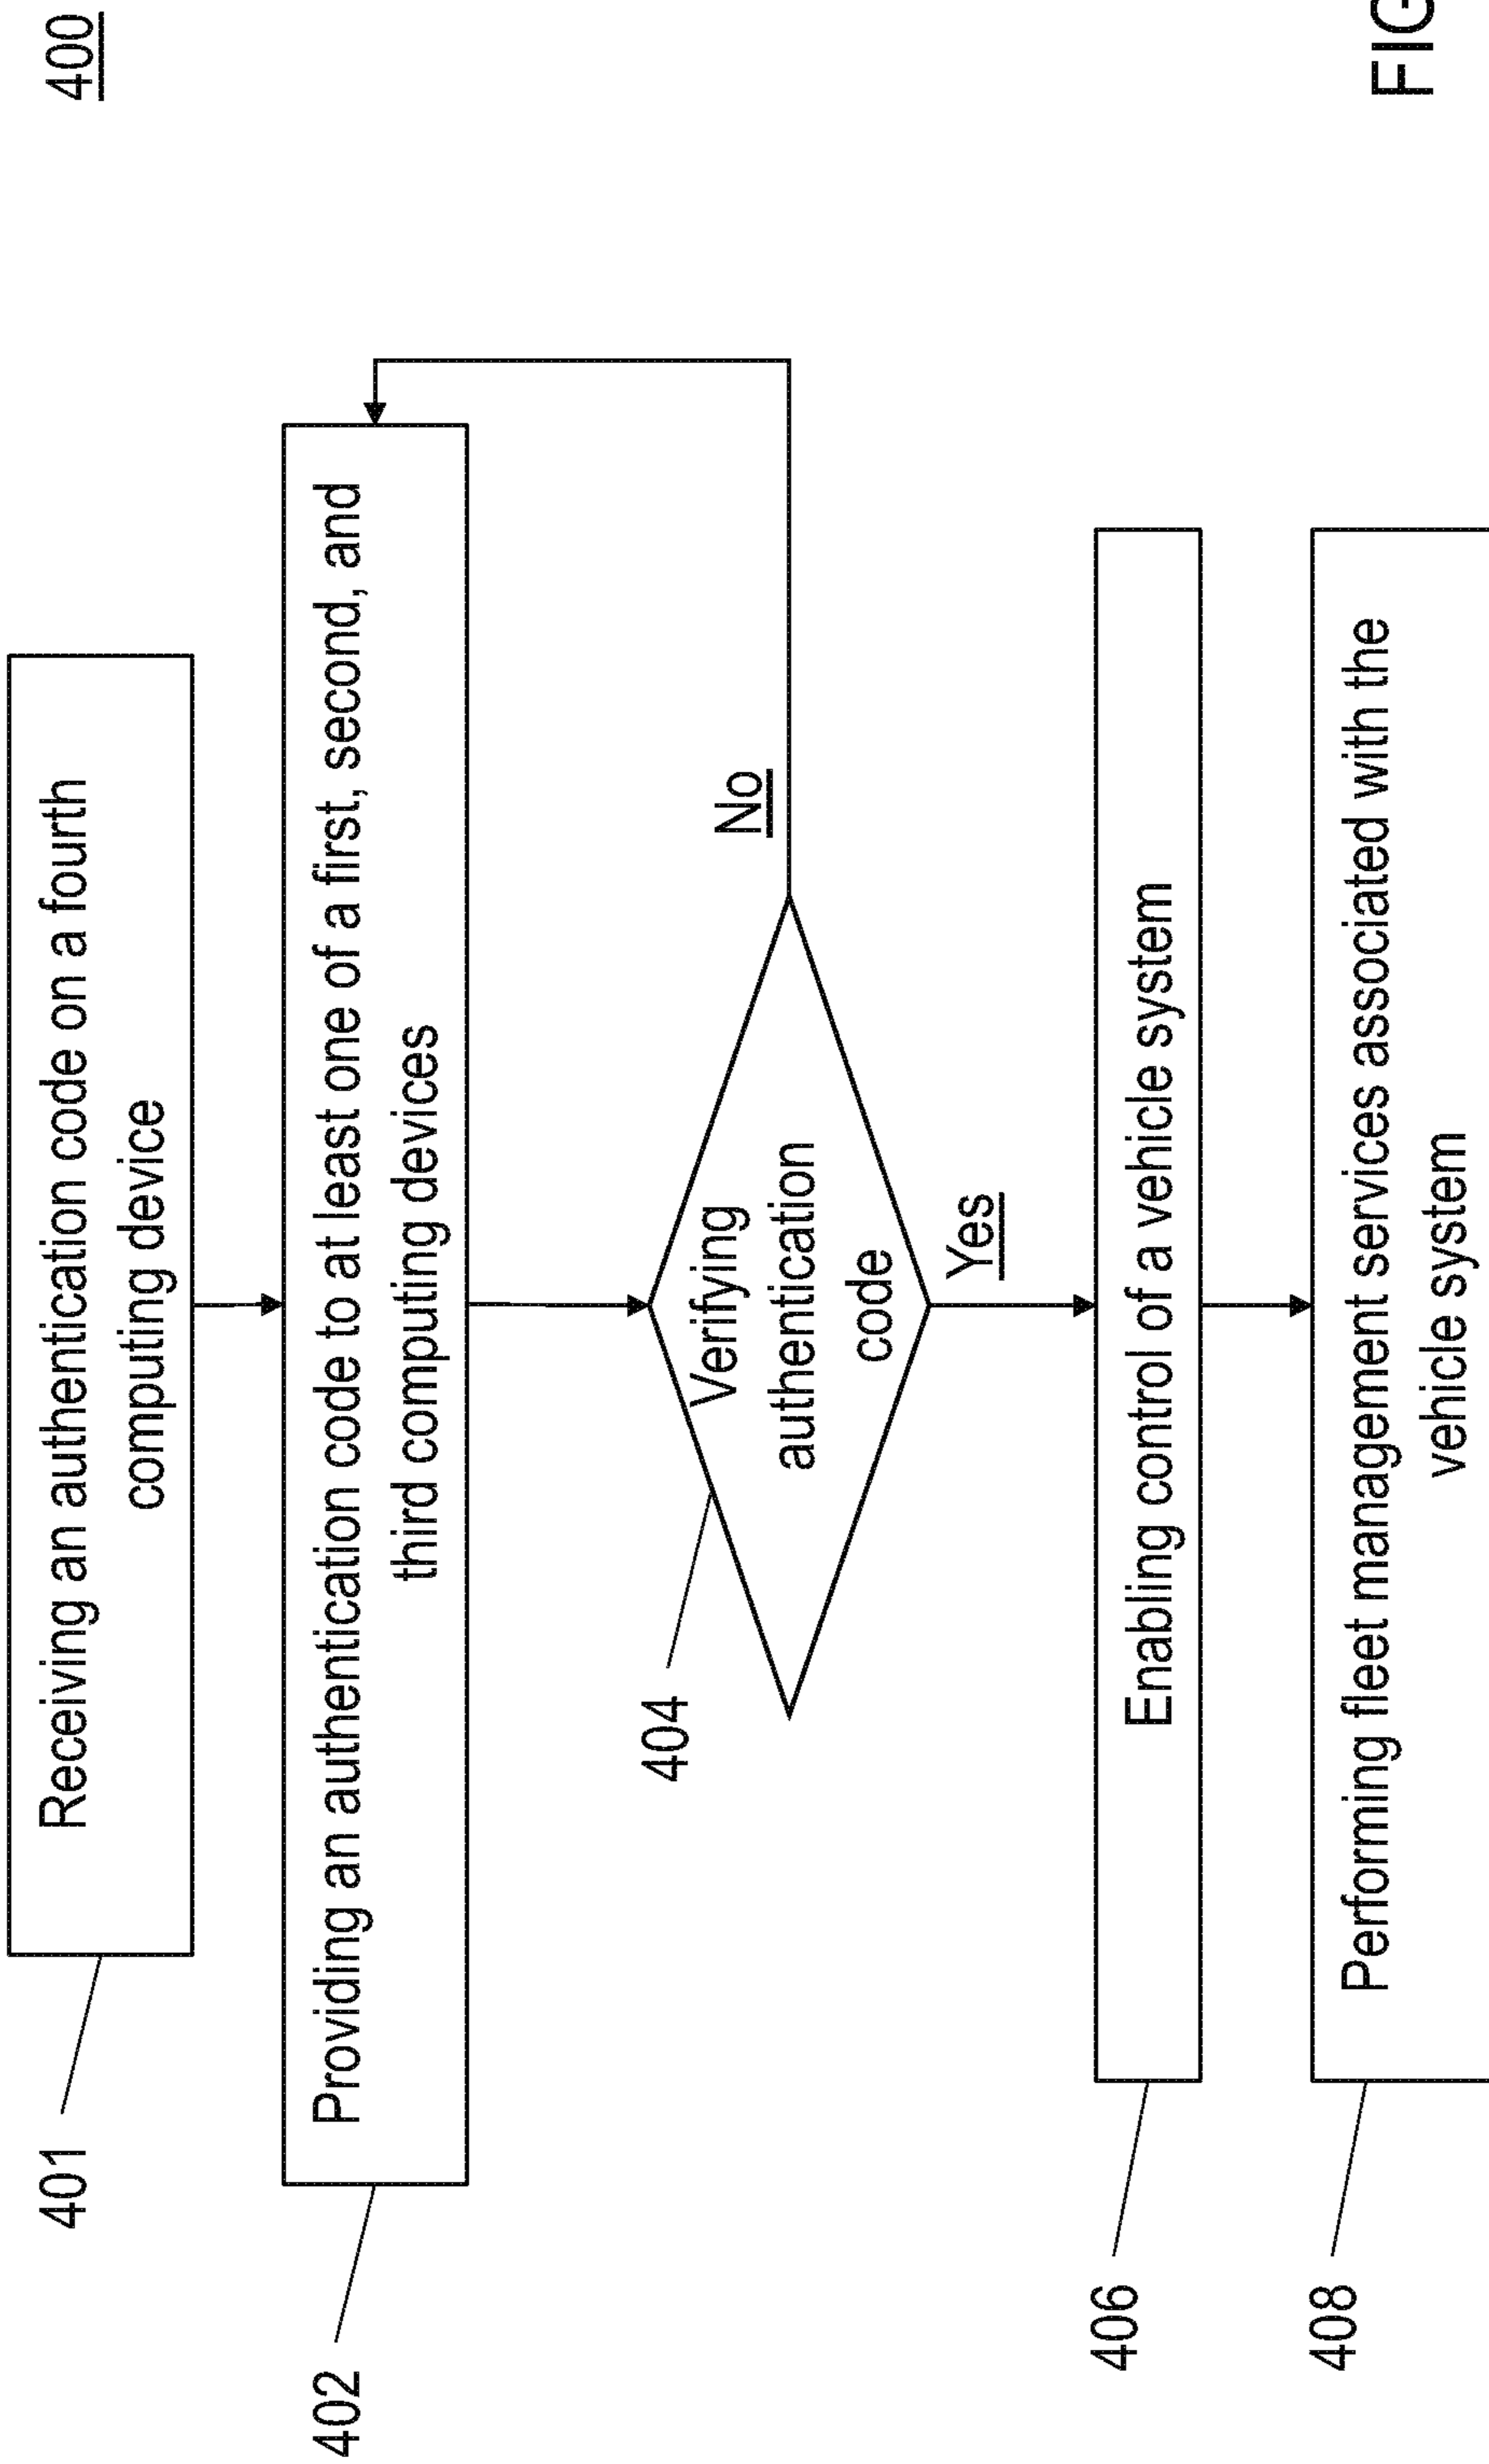 400
401
Receiving an authentication code on a fourth
computing device
402
Providing an authentication code to at least one of a first, second, and
third computing devices
404
Verifying
authentication
code
No
Yes
406
Enabling control of a vehicle system
408
Performing fleet management services associated with the
vehicle system
FIG